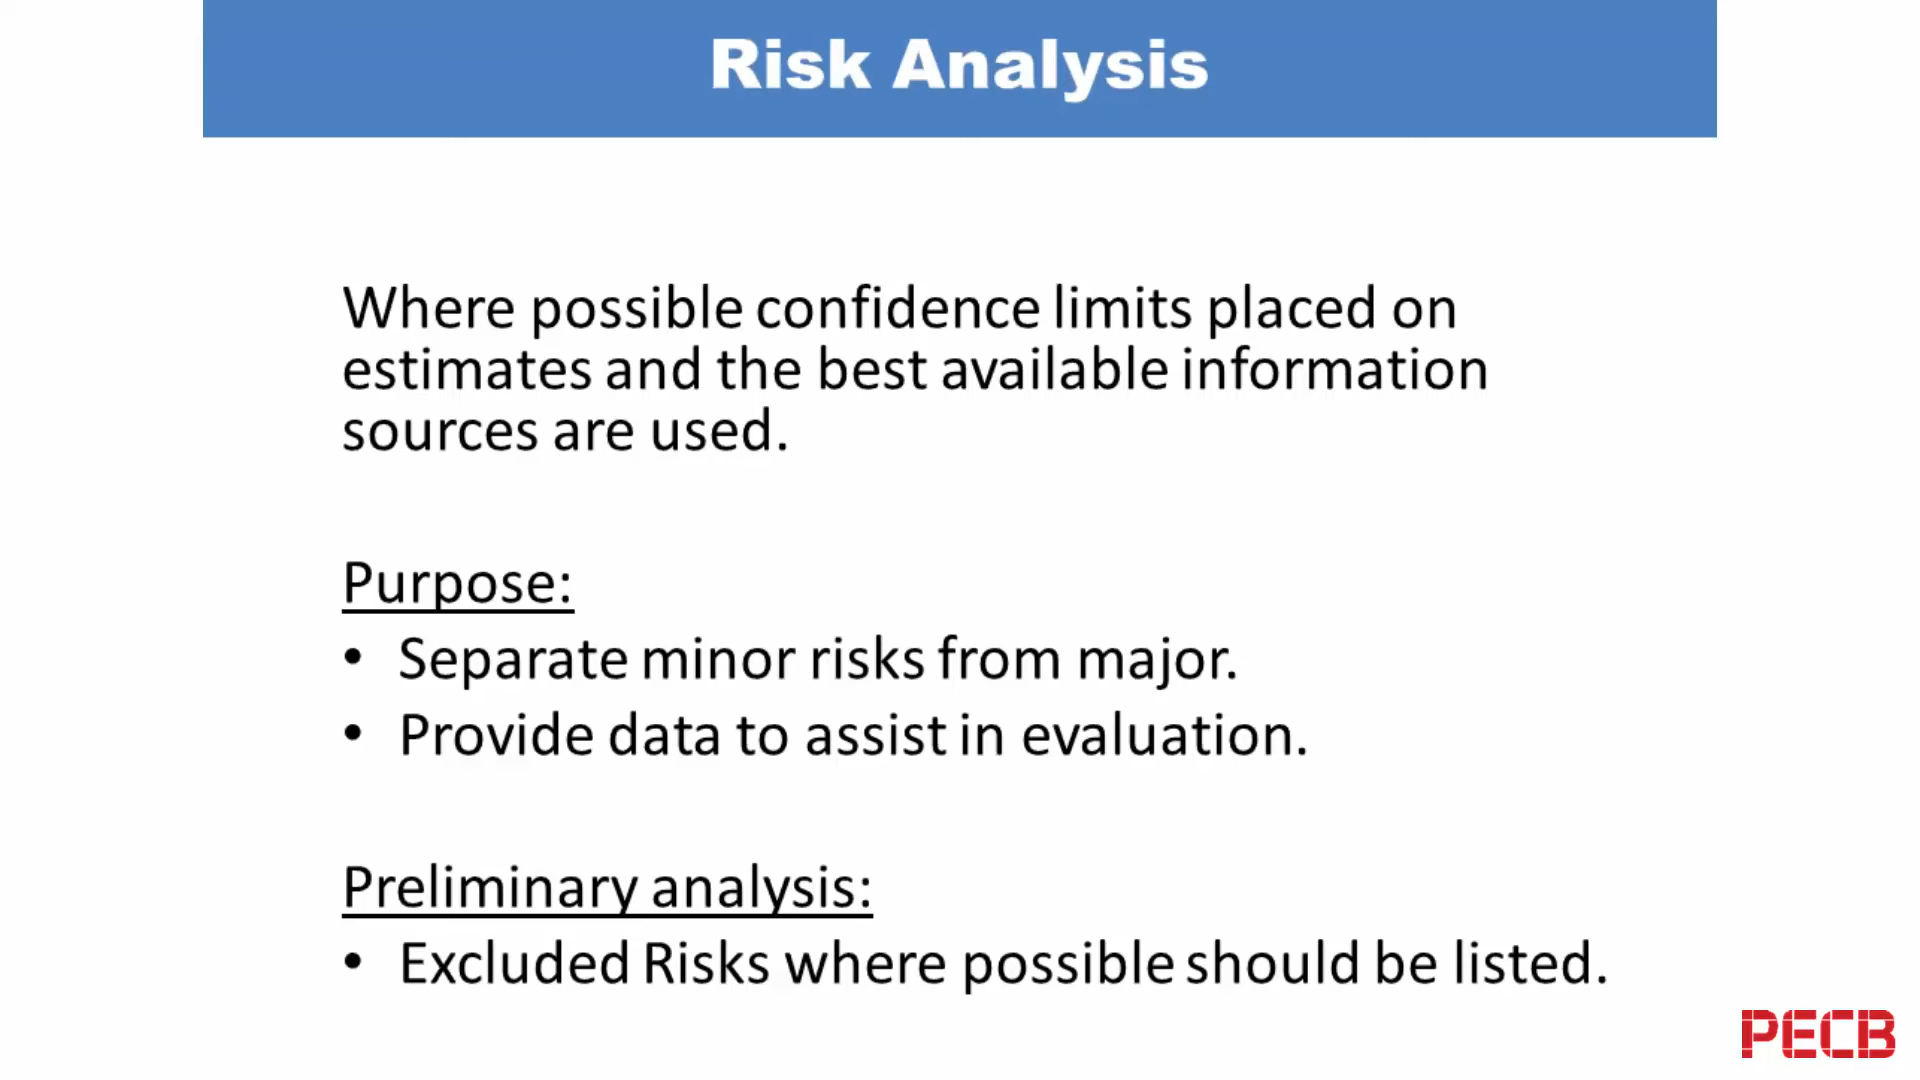 Risk Analysis
Where possible confidence limits placed on
estimates and the best available information
sources are used.
Purpose:
• Separate minor risks from major.
• Provide data to assist in evaluation.
Preliminary analysis:
• Excluded Risks where possible should be listed.
PECB